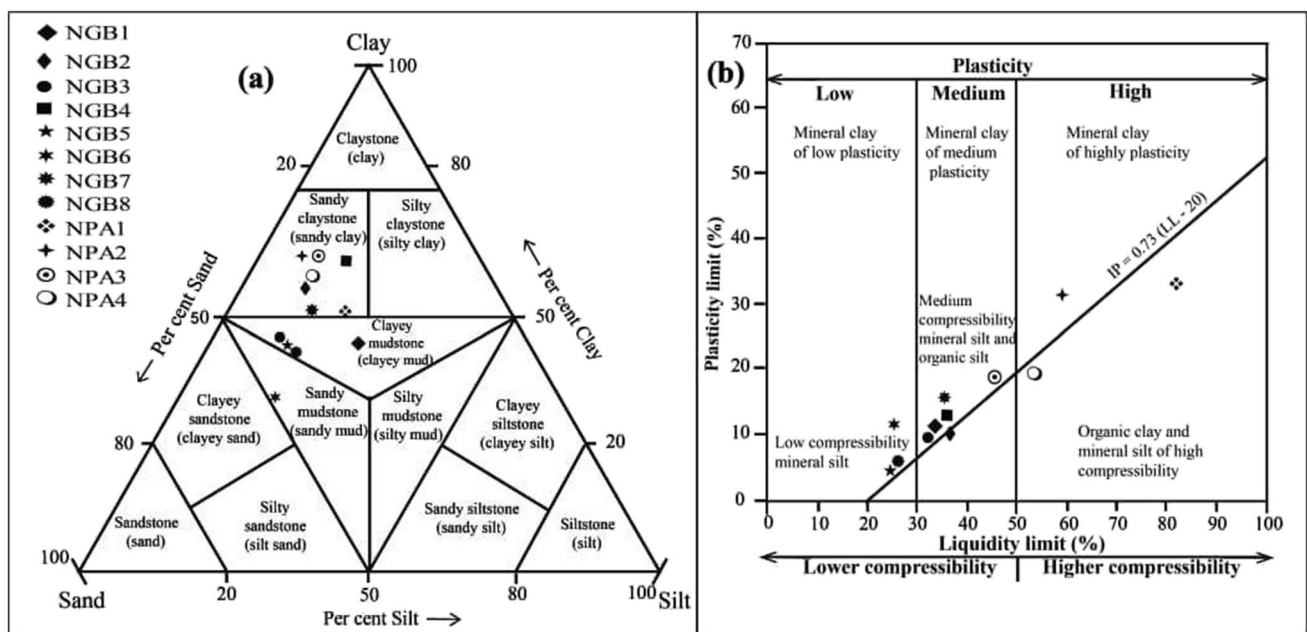 NGB1
NGB2
NGB3
NGB4
NGB5
NGB6
NGB7
NGB8
NPA1
NPA2
NPA3
NPA4
(a)
Clay
100
Claystone
(clay)
20
80
Sandy
claystone
(sandy clay)
Silty
claystone
(silty clay)
← Per cent Sand
← Per cent Clay
50
50
Clayey
mudstone
(clayey mud)
Clayey
sandstone
(clayey sand)
Sandy
mudstone
(sandy mud)
Silty
mudstone
(silty mud)
Clayey
siltstone
(clayey silt)
80
20
Sandstone
(sand)
Silty
sandstone
(silt sand)
Sandy siltstone
(sandy silt)
Siltstone
(silt)
100
100
Sand
20
50
80
Silt
Per cent Silt →
(b)
Plasticity
Low
Medium
High
Mineral clay
of low plasticity
Mineral clay
of medium
plasticity
Mineral clay
of highly plasticity
IP = 0.73 (LL - 20)
Medium
compressibility
mineral silt and
organic silt
Low compressibility
mineral silt
Organic clay and
mineral silt of high
compressibility
Plasticity limit (%)
70
60
50
40
30
20
10
0
0
10
20
30
40
50
60
70
80
90
100
Liquidity limit (%)
Lower compressibility
Higher compressibility